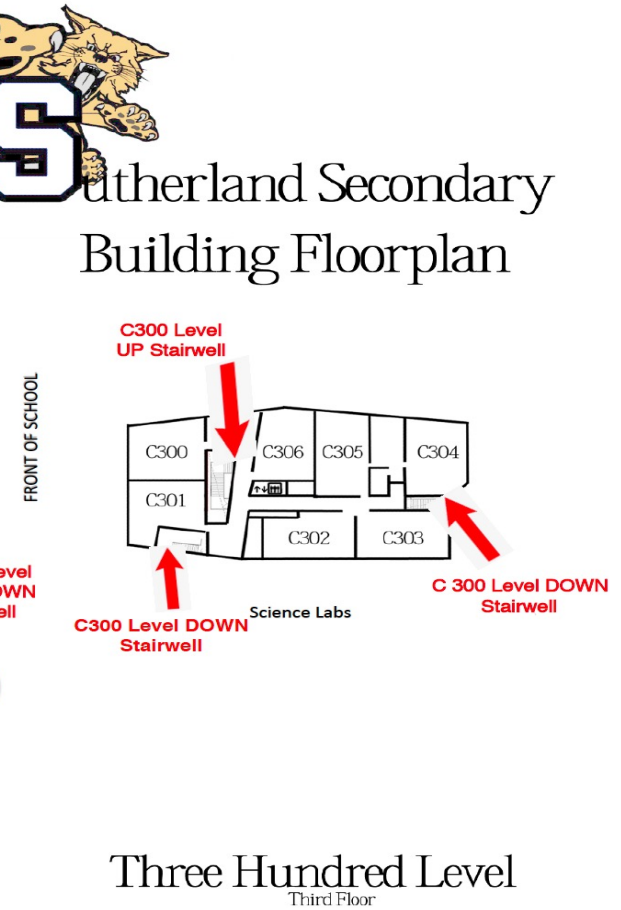 Sutherland Secondary
Building Floorplan
C300 Level
UP Stairwell
FRONT OF SCHOOL
C300
C306
C305
C304
C301
C302
C303
C 300 Level DOWN
Stairwell
Science Labs
C300 Level DOWN
Stairwell
Three Hundred Level
Third Floor